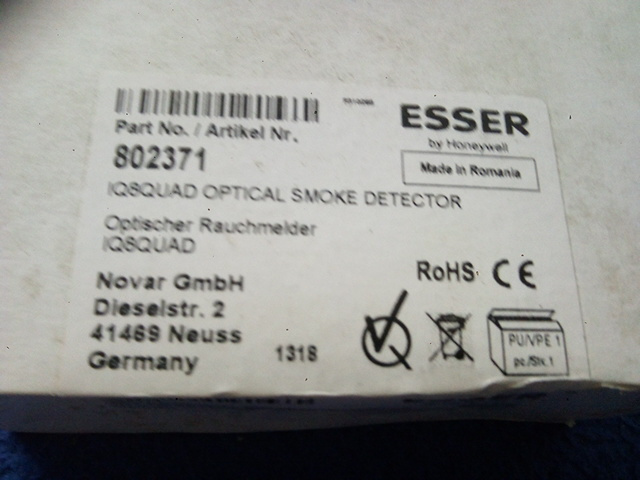 ESSER
by Honeywell
Made in Romania
Part No. / Artikel Nr.
802371
IQ8QUAD OPTICAL SMOKE DETECTOR
Optischer Rauchmelder
IQ8QUAD
Novar GmbH
Dieselstr. 2
41469 Neuss
Germany
1318
RoHS CE
PU/VPE 1
pc./Stk.1